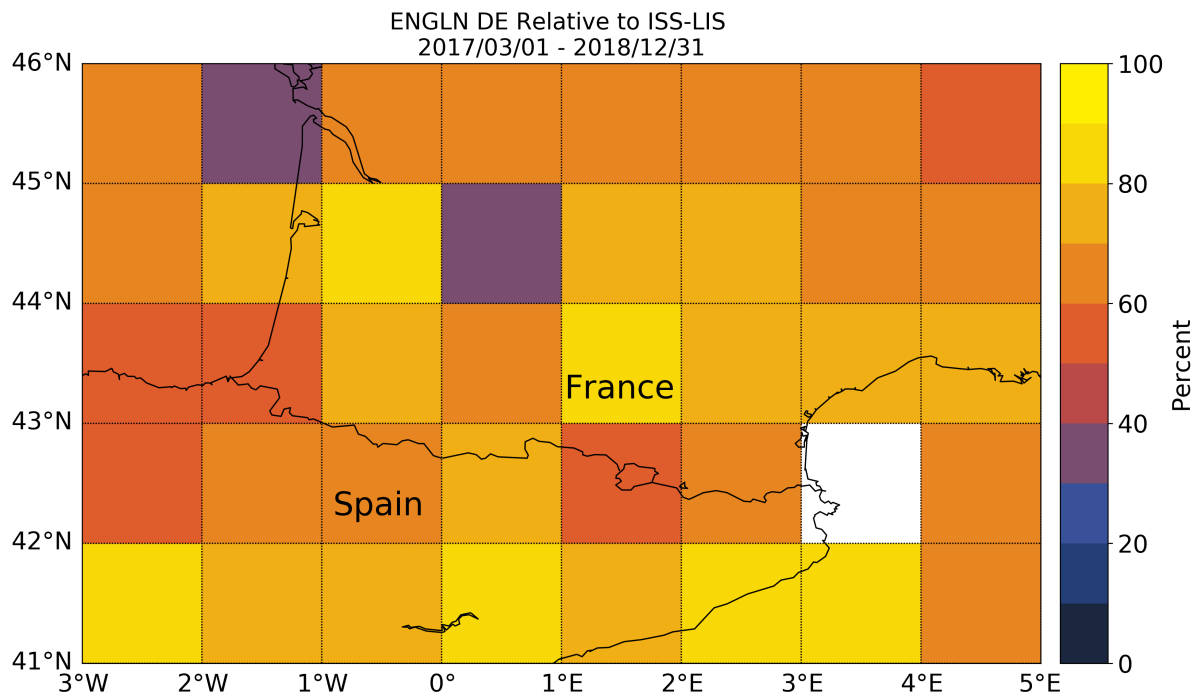 ENGLN DE Relative to ISS-LIS
2017/03/01 - 2018/12/31
46°N
45°N
44°N
43°N
42°N
41°N
3°W
2°W
1°W
0°
1°E
2°E
3°E
4°E
5°E
France
Spain
100
80
60
40
20
0
Percent